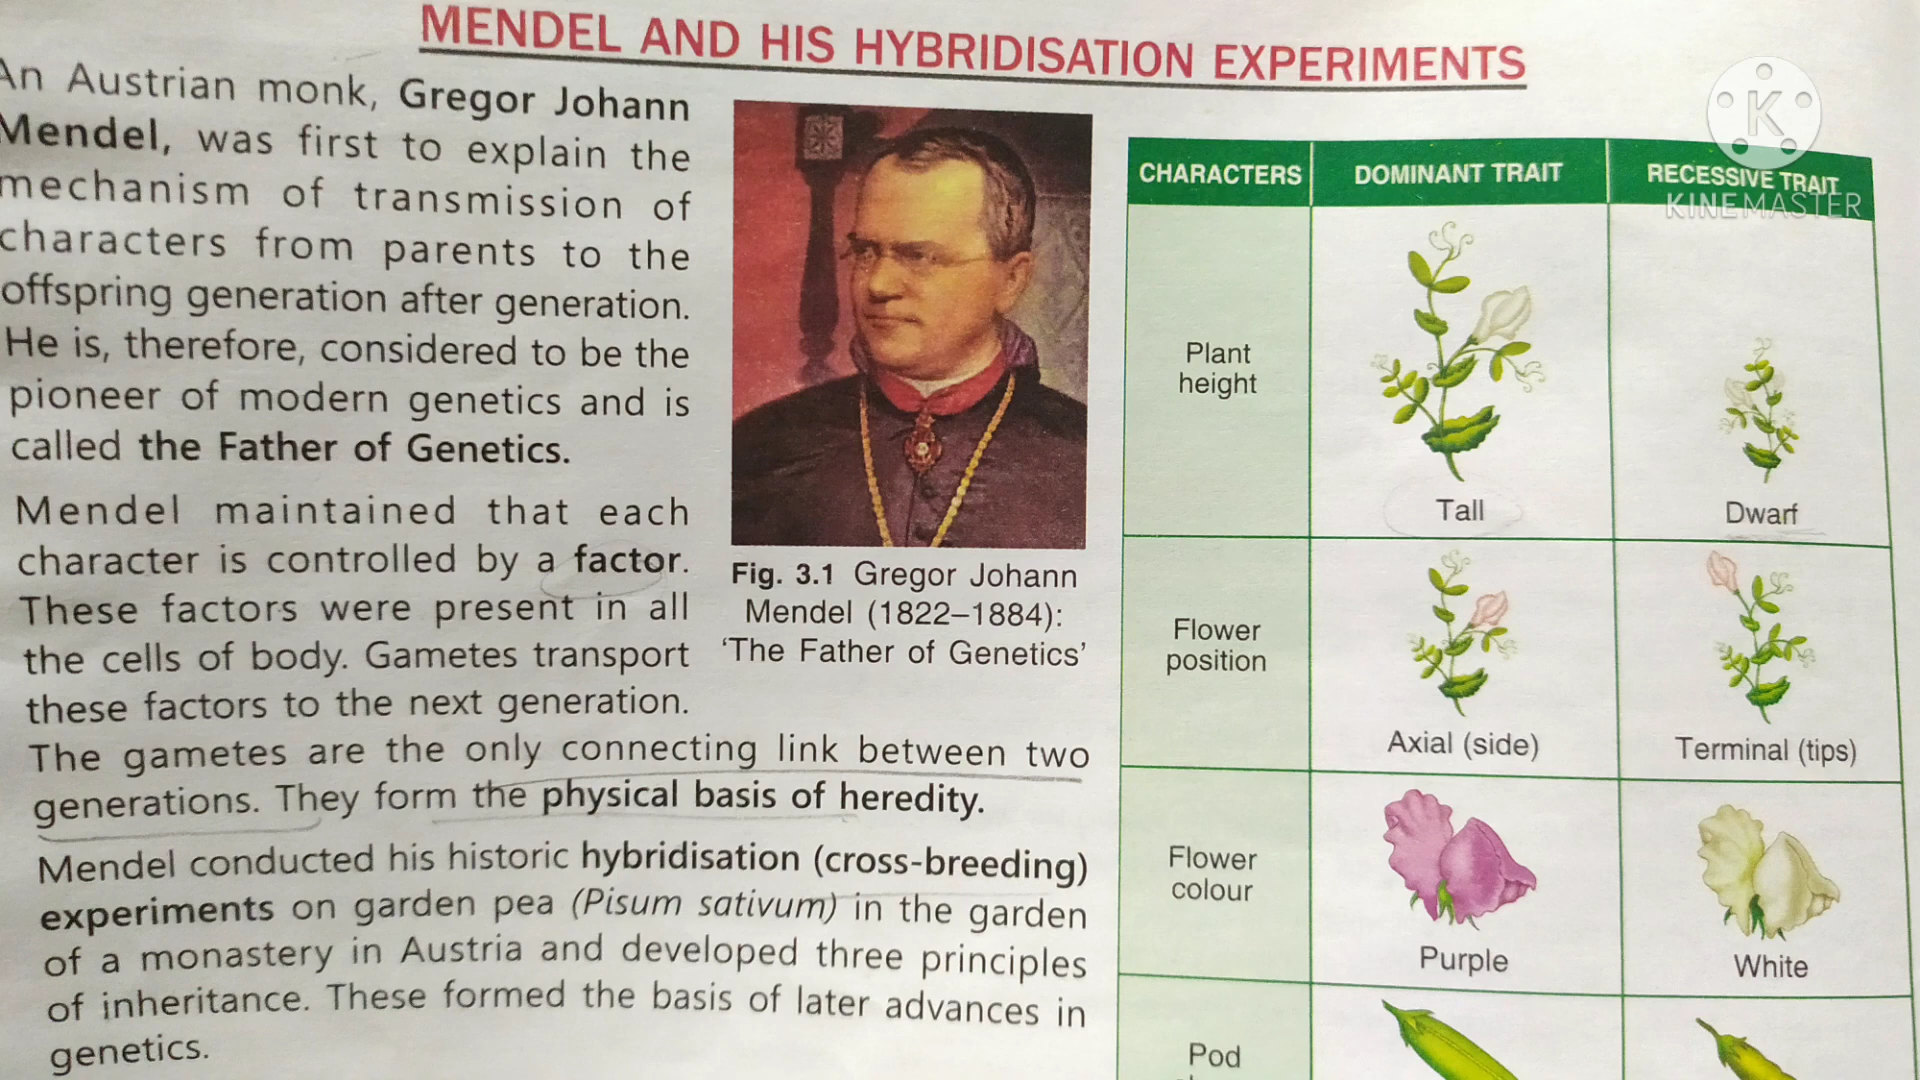 MENDEL AND HIS HYBRIDISATION EXPERIMENTS
An Austrian monk, Gregor Johann
Mendel, was first to explain the
mechanism of transmission of
characters from parents to the
offspring generation after generation.
He is, therefore, considered to be the
pioneer of modern genetics and is
called the Father of Genetics.
Mendel maintained that each
character is controlled by a factor.
These factors were present in all
the cells of body. Gametes transport
these factors to the next generation.
The gametes are the only connecting link between two
generations. They form the physical basis of heredity.
Mendel conducted his historic hybridisation (cross-breeding)
experiments on garden pea (Pisum sativum) in the garden
of a monastery in Austria and developed three principles
of inheritance. These formed the basis of later advances in
genetics.
Fig. 3.1 Gregor Johann
Mendel (1822–1884):
‘The Father of Genetics’
CHARACTERS DOMINANT TRAIT RECESSIVE TRAIT
Plant
height
Tall Dwarf
Flower
position
Axial (side) Terminal (tips)
Flower
colour
Purple White
Pod
K
KINEMASTER